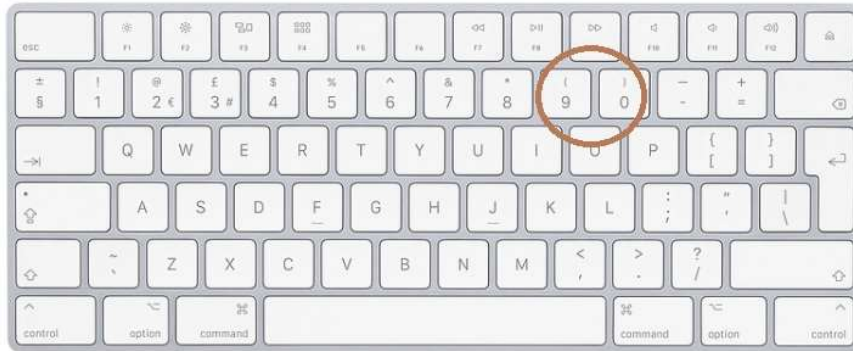 esc F1 F2 F3 F4 F5 F6 F7 F8 F9 F10 F11 F12
± ! @ £ $ % ^ & * ( ) — +
§ 1 2 € 3 # 4 5 6 7 8 9 0 - =
Q W E R T Y U I O P { }
[ ]
A S D F G H J K L : " |
; ' \
~ Z X C V B N M < > ?
` , . /
control option command command option control